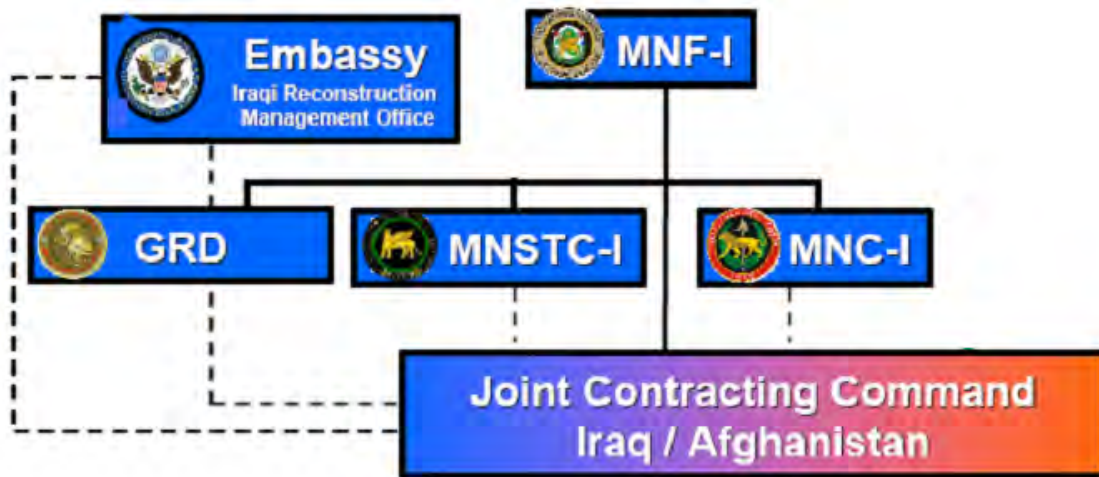 Embassy
Iraqi Reconstruction
Management Office
MNF-I
GRD
MNSTC-I
MNC-I
Joint Contracting Command
Iraq / Afghanistan